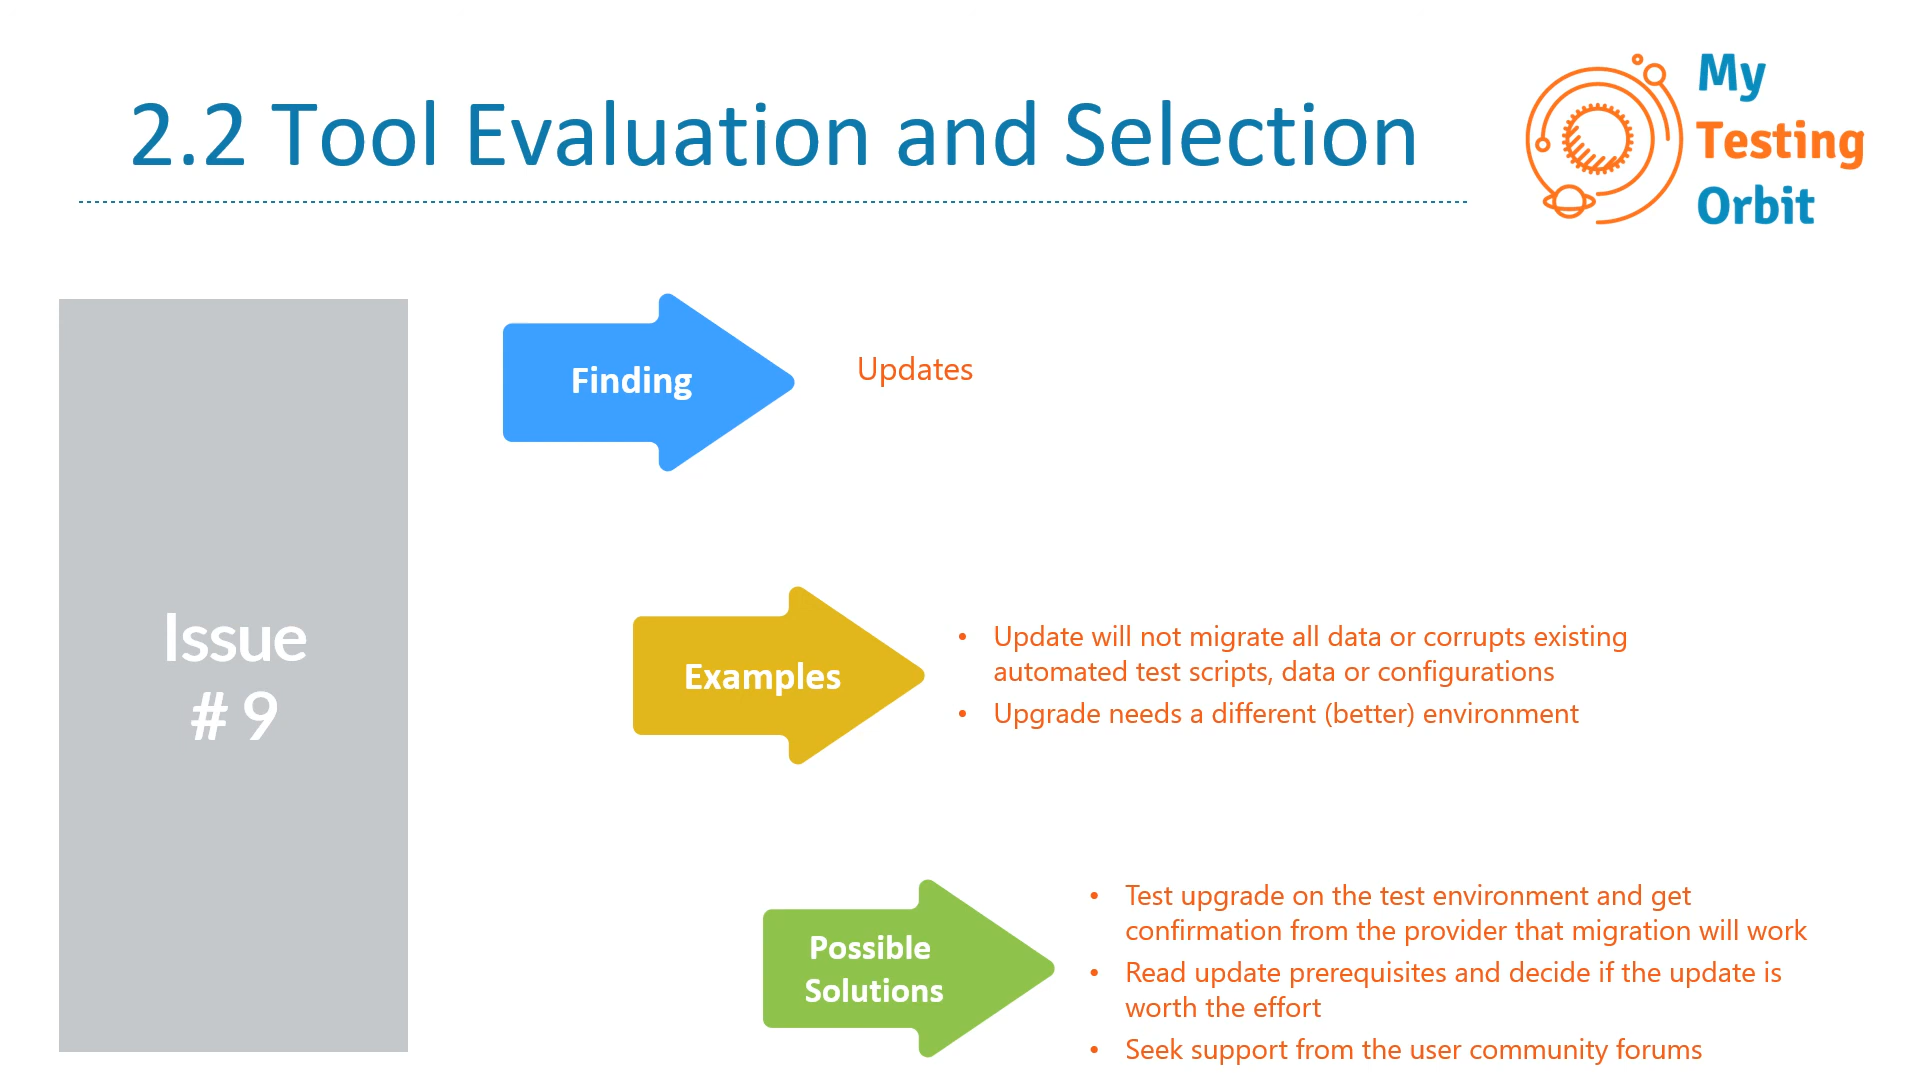 2.2 Tool Evaluation and Selection
My
Testing
Orbit
Issue
# 9
Finding
Updates
Examples
• Update will not migrate all data or corrupts existing
automated test scripts, data or configurations
• Upgrade needs a different (better) environment
Possible
Solutions
• Test upgrade on the test environment and get
confirmation from the provider that migration will work
• Read update prerequisites and decide if the update is
worth the effort
• Seek support from the user community forums